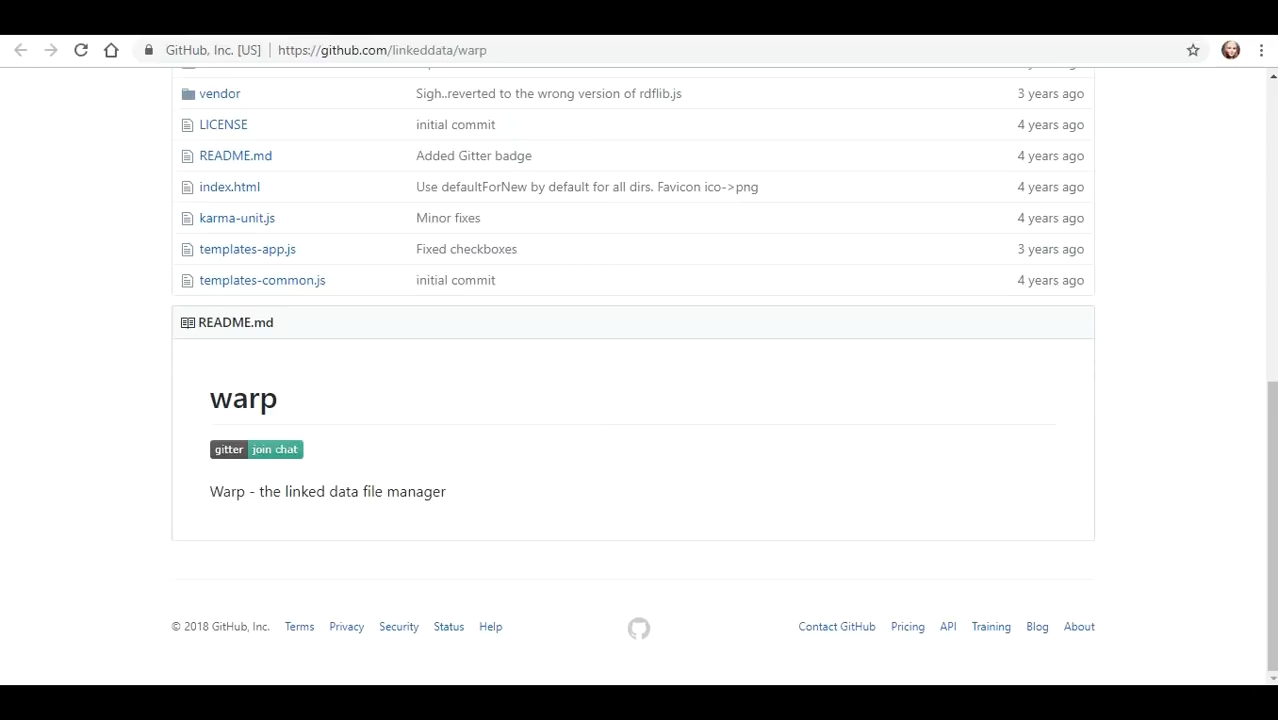 GitHub, Inc. [US] | https://github.com/linkeddata/warp
vendor Sigh..reverted to the wrong version of rdflib.js 3 years ago
LICENSE initial commit 4 years ago
README.md Added Gitter badge 4 years ago
index.html Use defaultForNew by default for all dirs. Favicon ico->png 4 years ago
karma-unit.js Minor fixes 4 years ago
templates-app.js Fixed checkboxes 3 years ago
templates-common.js initial commit 4 years ago
README.md
warp
gitter join chat
Warp - the linked data file manager
© 2018 GitHub, Inc. Terms Privacy Security Status Help Contact GitHub Pricing API Training Blog About